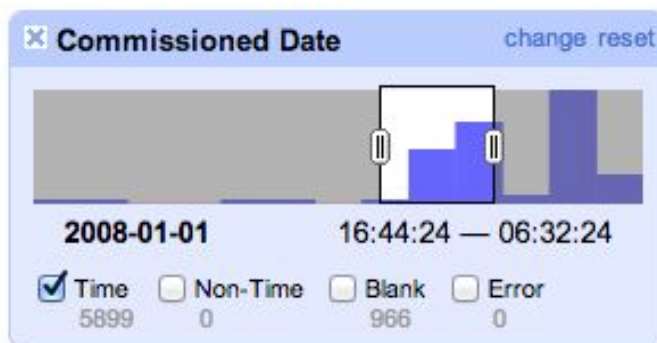 Commissioned Date change reset
2008-01-01 16:44:24 — 06:32:24
Time Non-Time Blank Error
5899 0 966 0